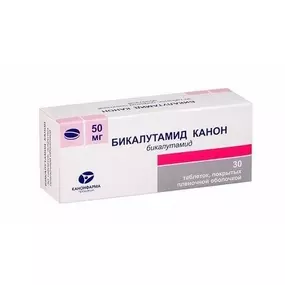 50 мг
БИКАЛУТАМИД КАНОН
бикалутамид
30
таблеток, покрытых
пленочной оболочкой
КАНОНФАРМА